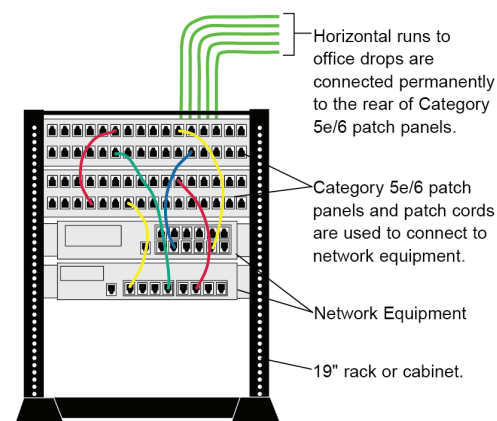 Horizontal runs to
office drops are
connected permanently
to the rear of Category
5e/6 patch panels.
Category 5e/6 patch
panels and patch cords
are used to connect to
network equipment.
Network Equipment
19" rack or cabinet.